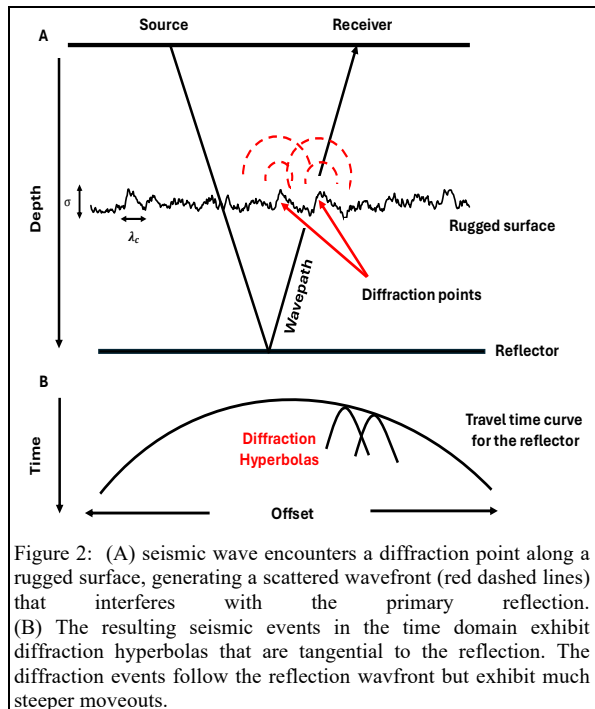 Source
Receiver
A
σ
λc
Depth
Rugged surface
Diffraction points
Wavepath
Reflector
B
Time
Diffraction
Hyperbolas
Travel time curve
for the reflector
Offset
Figure 2: (A) seismic wave encounters a diffraction point along a
rugged surface, generating a scattered wavefront (red dashed lines)
that interferes with the primary reflection.
(B) The resulting seismic events in the time domain exhibit
diffraction hyperbolas that are tangential to the reflection. The
diffraction events follow the reflection wavfront but exhibit much
steeper moveouts.